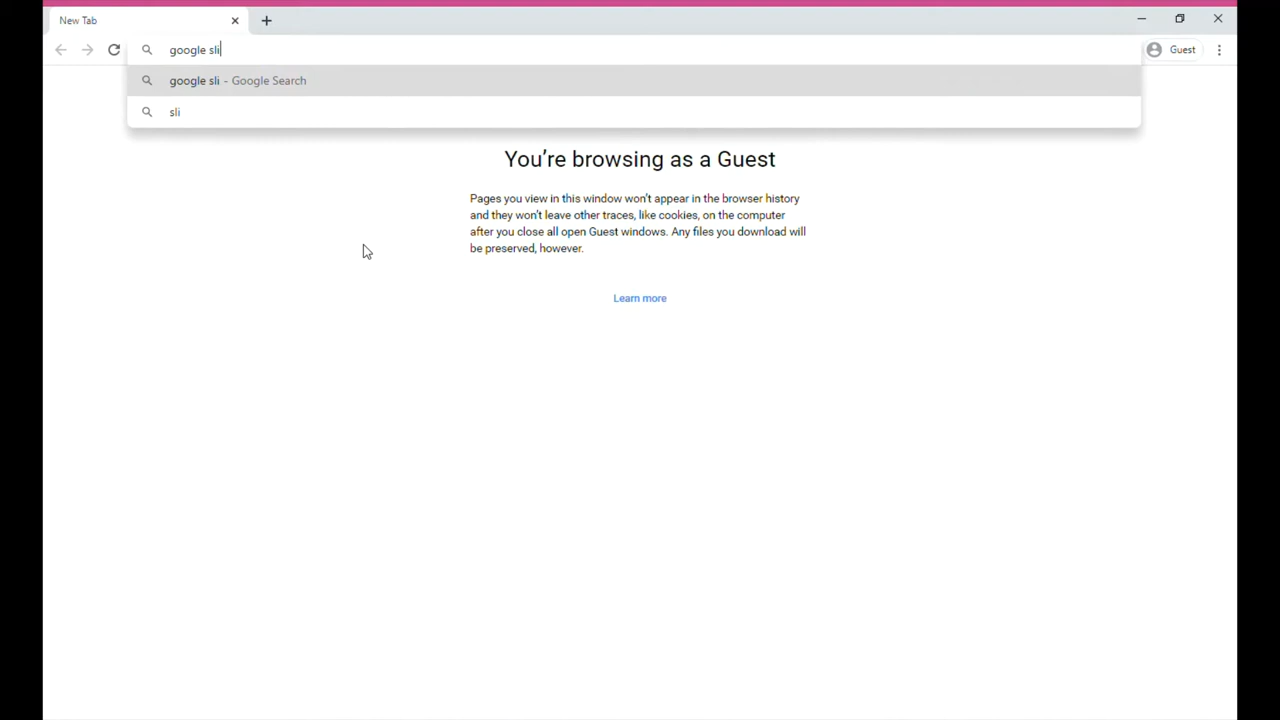 New Tab
google sli
Guest
google sli - Google Search
sli
You're browsing as a Guest
Pages you view in this window won't appear in the browser history
and they won't leave other traces, like cookies, on the computer
after you close all open Guest windows. Any files you download will
be preserved, however.
Learn more